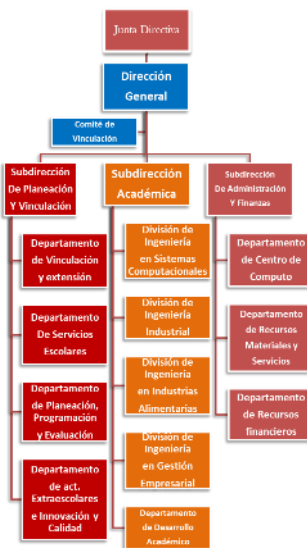 Junta Directiva
Dirección
General
Comité de
Vinculación
Subdirección
De Planeación
Y Vinculación
Subdirección
Académica
Subdirección
De Administración
Y Finanzas
Departamento
de Vinculación
y extensión
Departamento
De Servicios
Escolares
Departamento
de Planeación,
Programación
y Evaluación
Departamento
de act.
Extraescolares
e Innovación y
Calidad
División de
Ingeniería
en Sistemas
Computacionales
División de
Ingeniería
Industrial
División de
Ingeniería
en Industrias
Alimentarias
División de
Ingeniería
en Gestión
Empresarial
Departamento
de Desarrollo
Académico
Departamento
de Centro de
Computo
Departamento
de Recursos
Materiales y
Servicios
Departamento
de Recursos
financieros